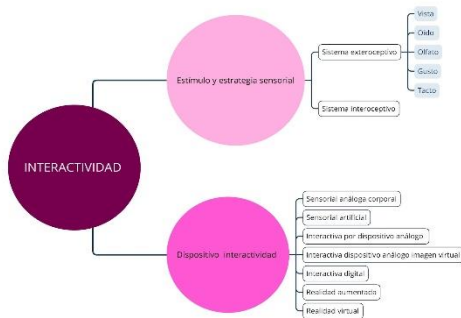 INTERACTIVIDAD
Estímulo y estrategia sensorial
Sistema exteroceptivo
Vista
Oído
Olfato
Gusto
Tacto
Sistema interoceptivo
Dispositivo interactividad
Sensorial análoga corporal
Sensorial artificial
Interactiva por dispositivo análogo
Interactiva dispositivo análogo imagen virtual
Interactiva digital
Realidad aumentada
Realidad virtual